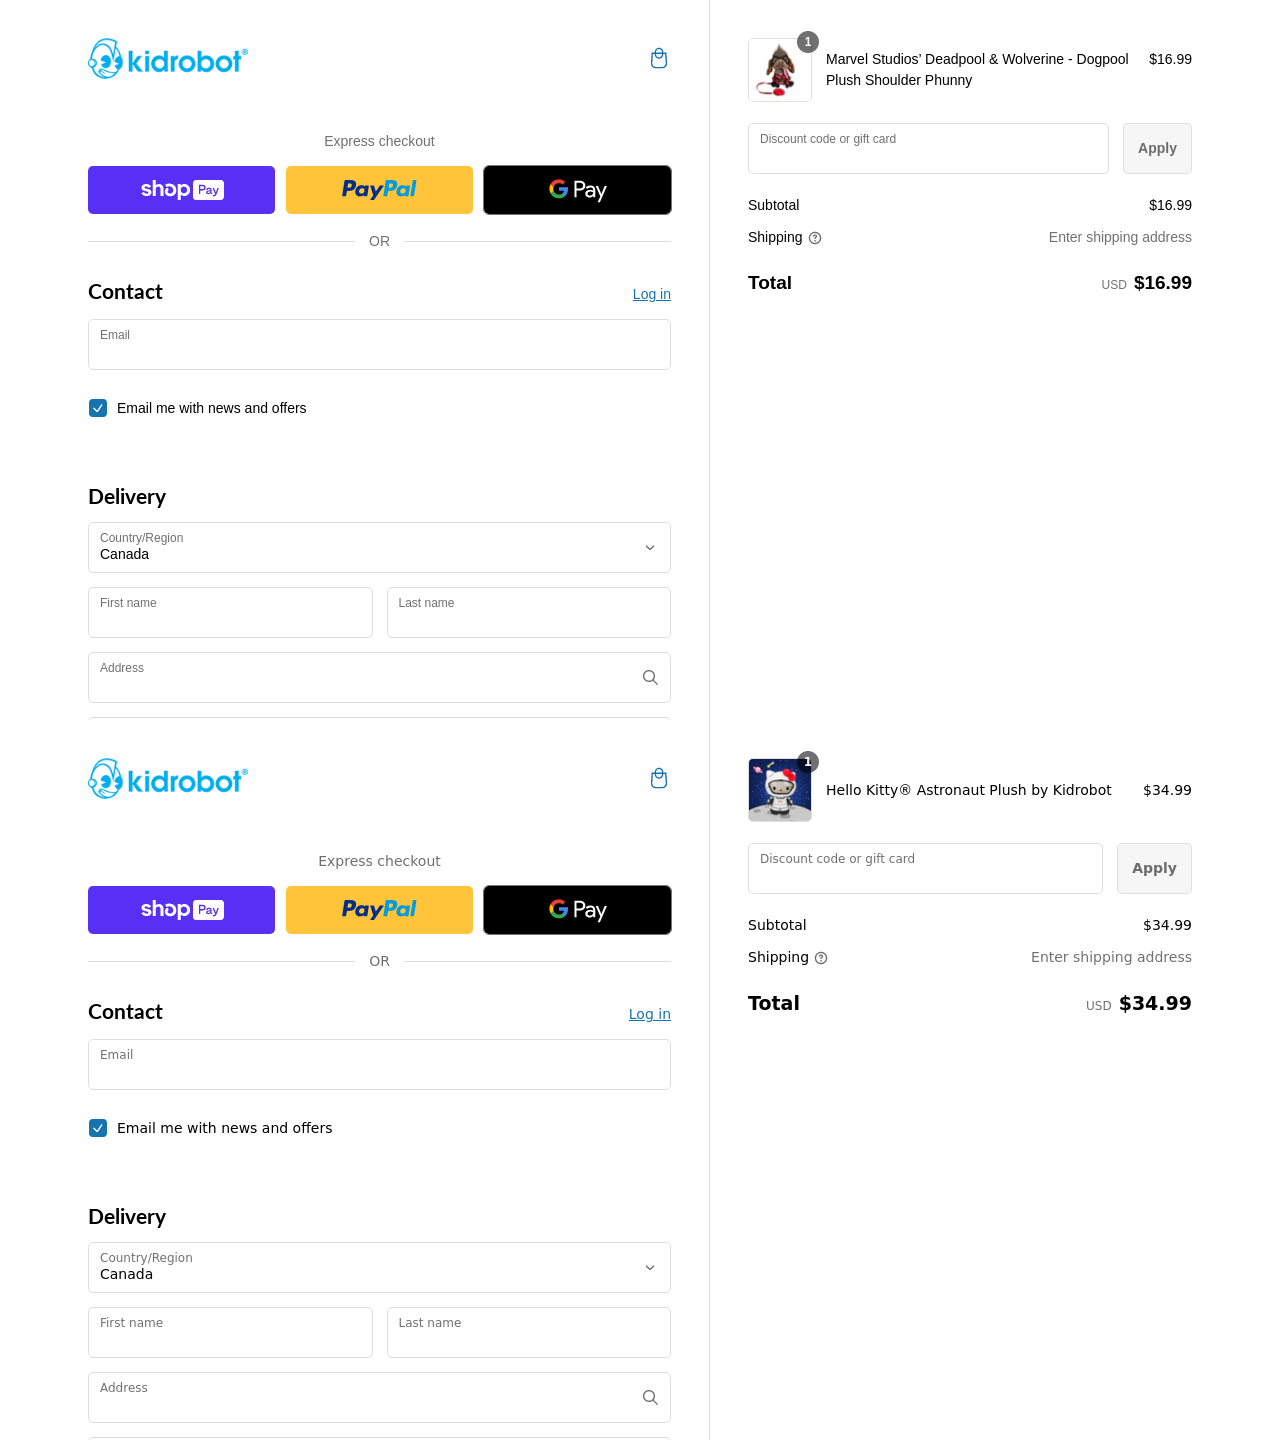 kidrobot®
Express checkout
shop Pay
PayPal
G Pay
OR
Contact
Log in
Email
Email me with news and offers
Delivery
Country/Region
Canada
First name
Last name
Address
1
Marvel Studios’ Deadpool & Wolverine - Dogpool
Plush Shoulder Phunny
$16.99
Discount code or gift card
Apply
Subtotal
$16.99
Shipping
Enter shipping address
Total
USD $16.99
kidrobot®
Express checkout
shop Pay
PayPal
G Pay
OR
Contact
Log in
Email
Email me with news and offers
Delivery
Country/Region
Canada
First name
Last name
Address
1
Hello Kitty® Astronaut Plush by Kidrobot
$34.99
Discount code or gift card
Apply
Subtotal
$34.99
Shipping
Enter shipping address
Total
USD $34.99